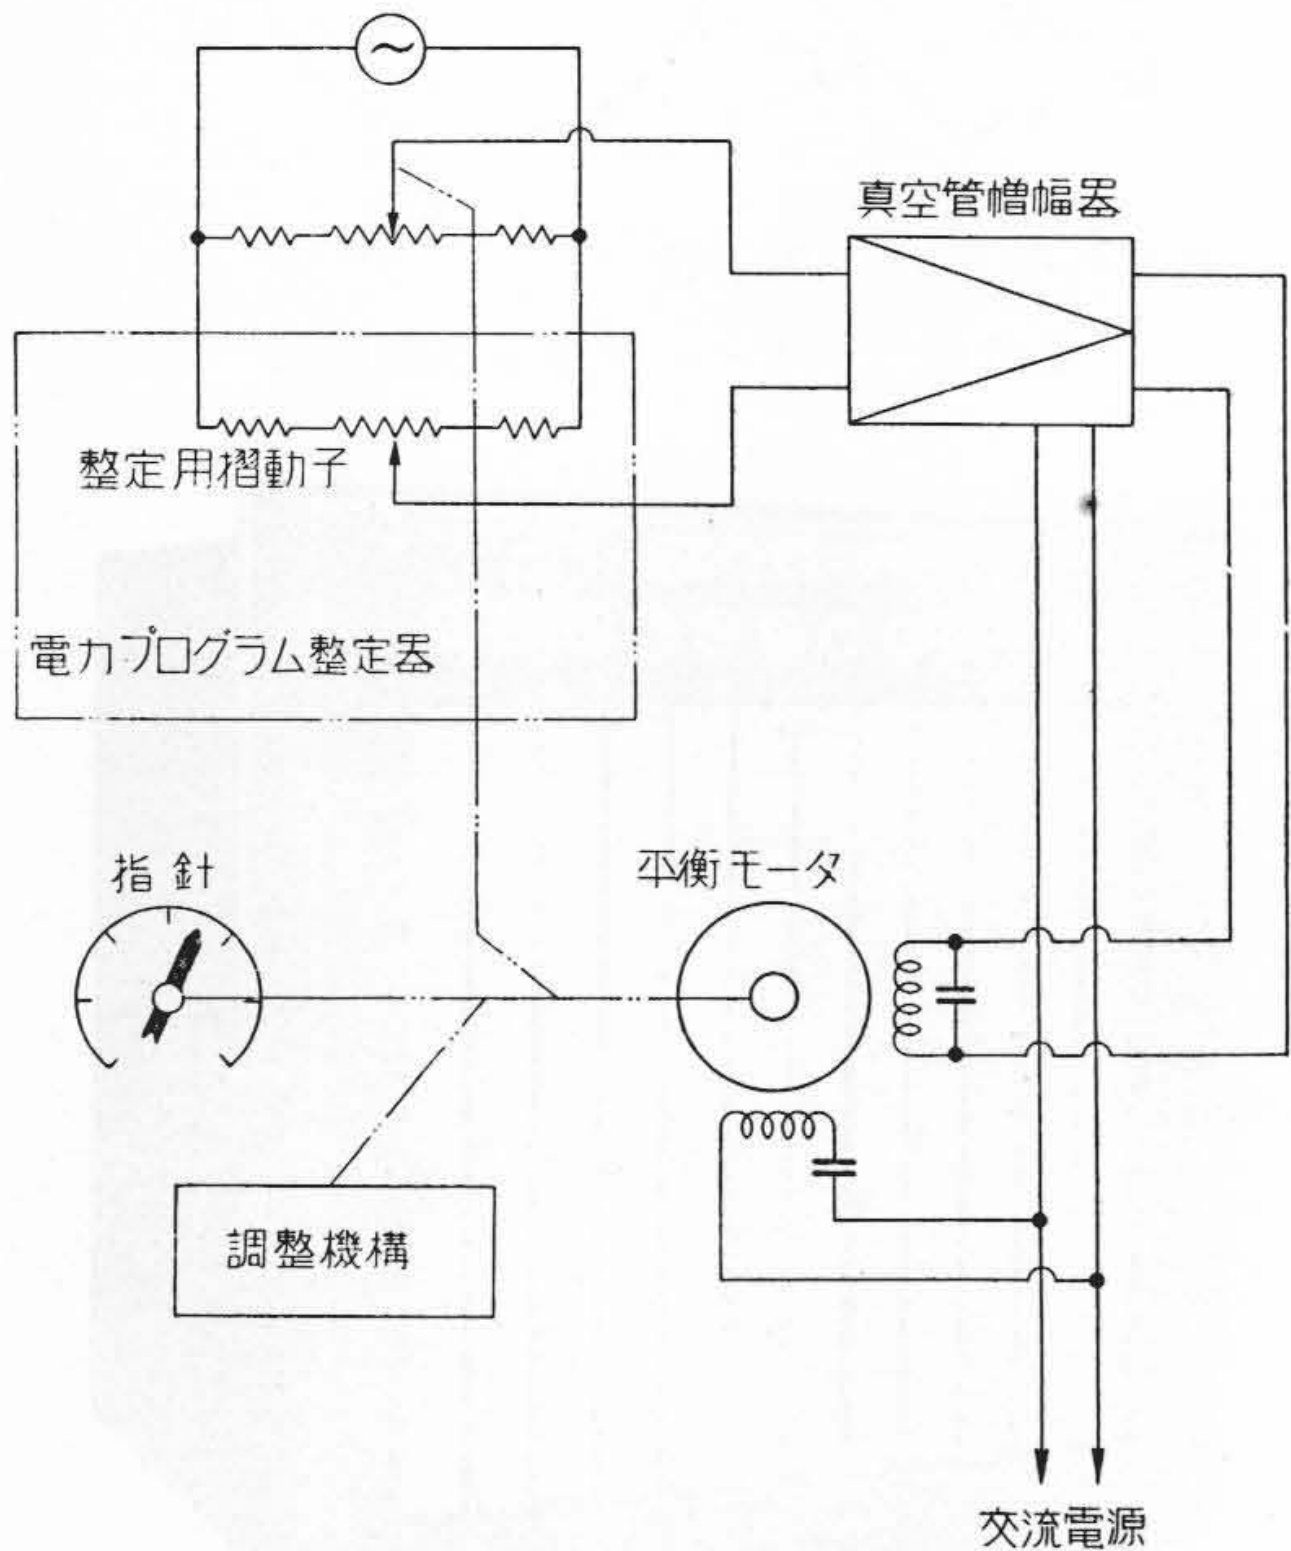 真空管増幅器
整定用摺動子
電力プログラム整定器
指針
平衡モータ
調整機構
交流電源